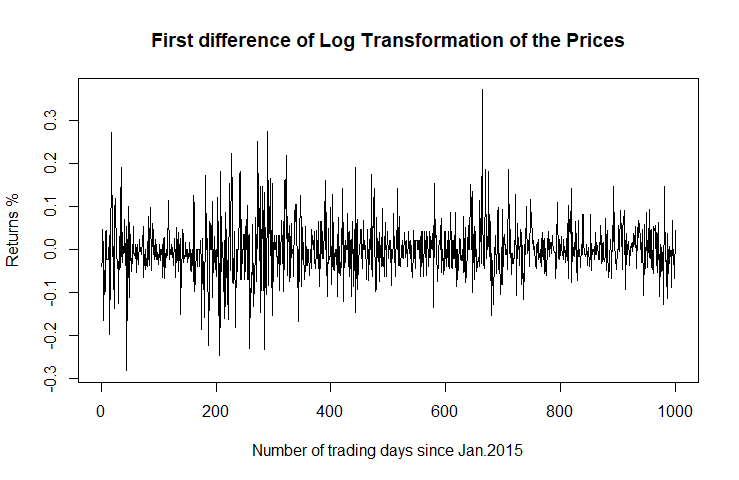 First difference of Log Transformation of the Prices
Returns %
0.3
0.2
0.1
0.0
-0.1
-0.2
-0.3
0 200 400 600 800 1000
Number of trading days since Jan.2015